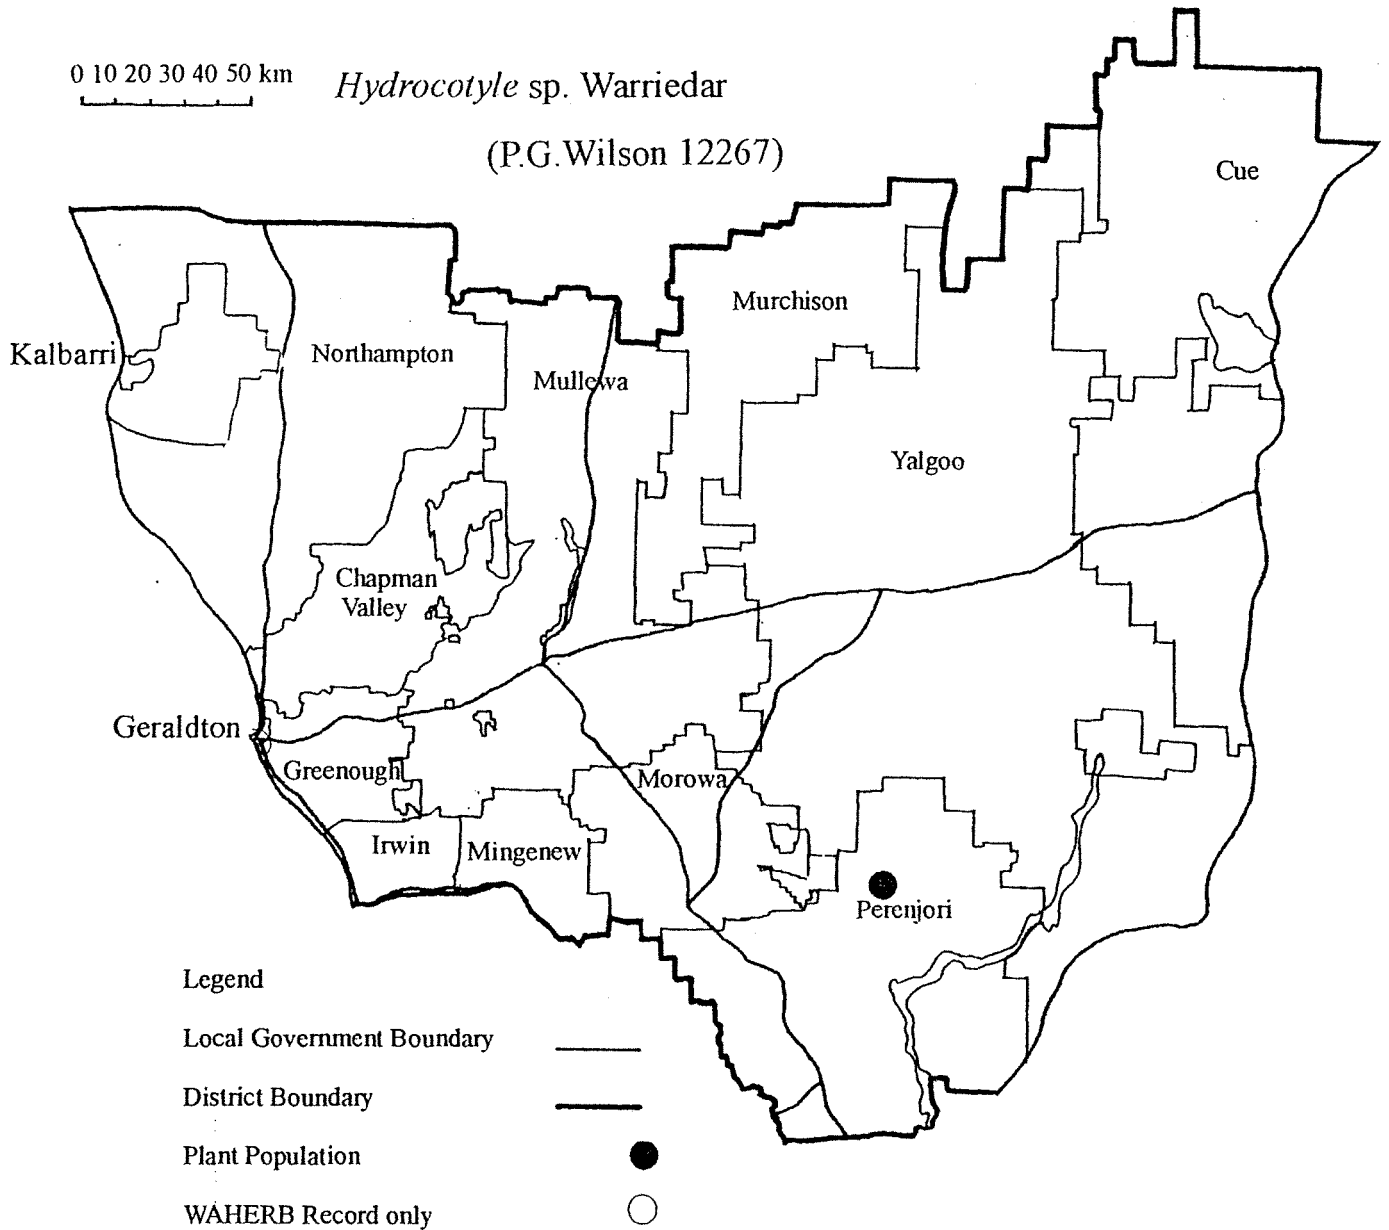 0 10 20 30 40 50 km
Hydrocotyle sp. Warriedar
(P.G.Wilson 12267)
Cue
Murchison
Kalbarri
Northampton
Mullewa
Yalgoo
Chapman
Valley
Geraldton
Greenough
Morowa
Irwin
Mingenew
Perenjori
Legend
Local Government Boundary
District Boundary
Plant Population
WAHERB Record only